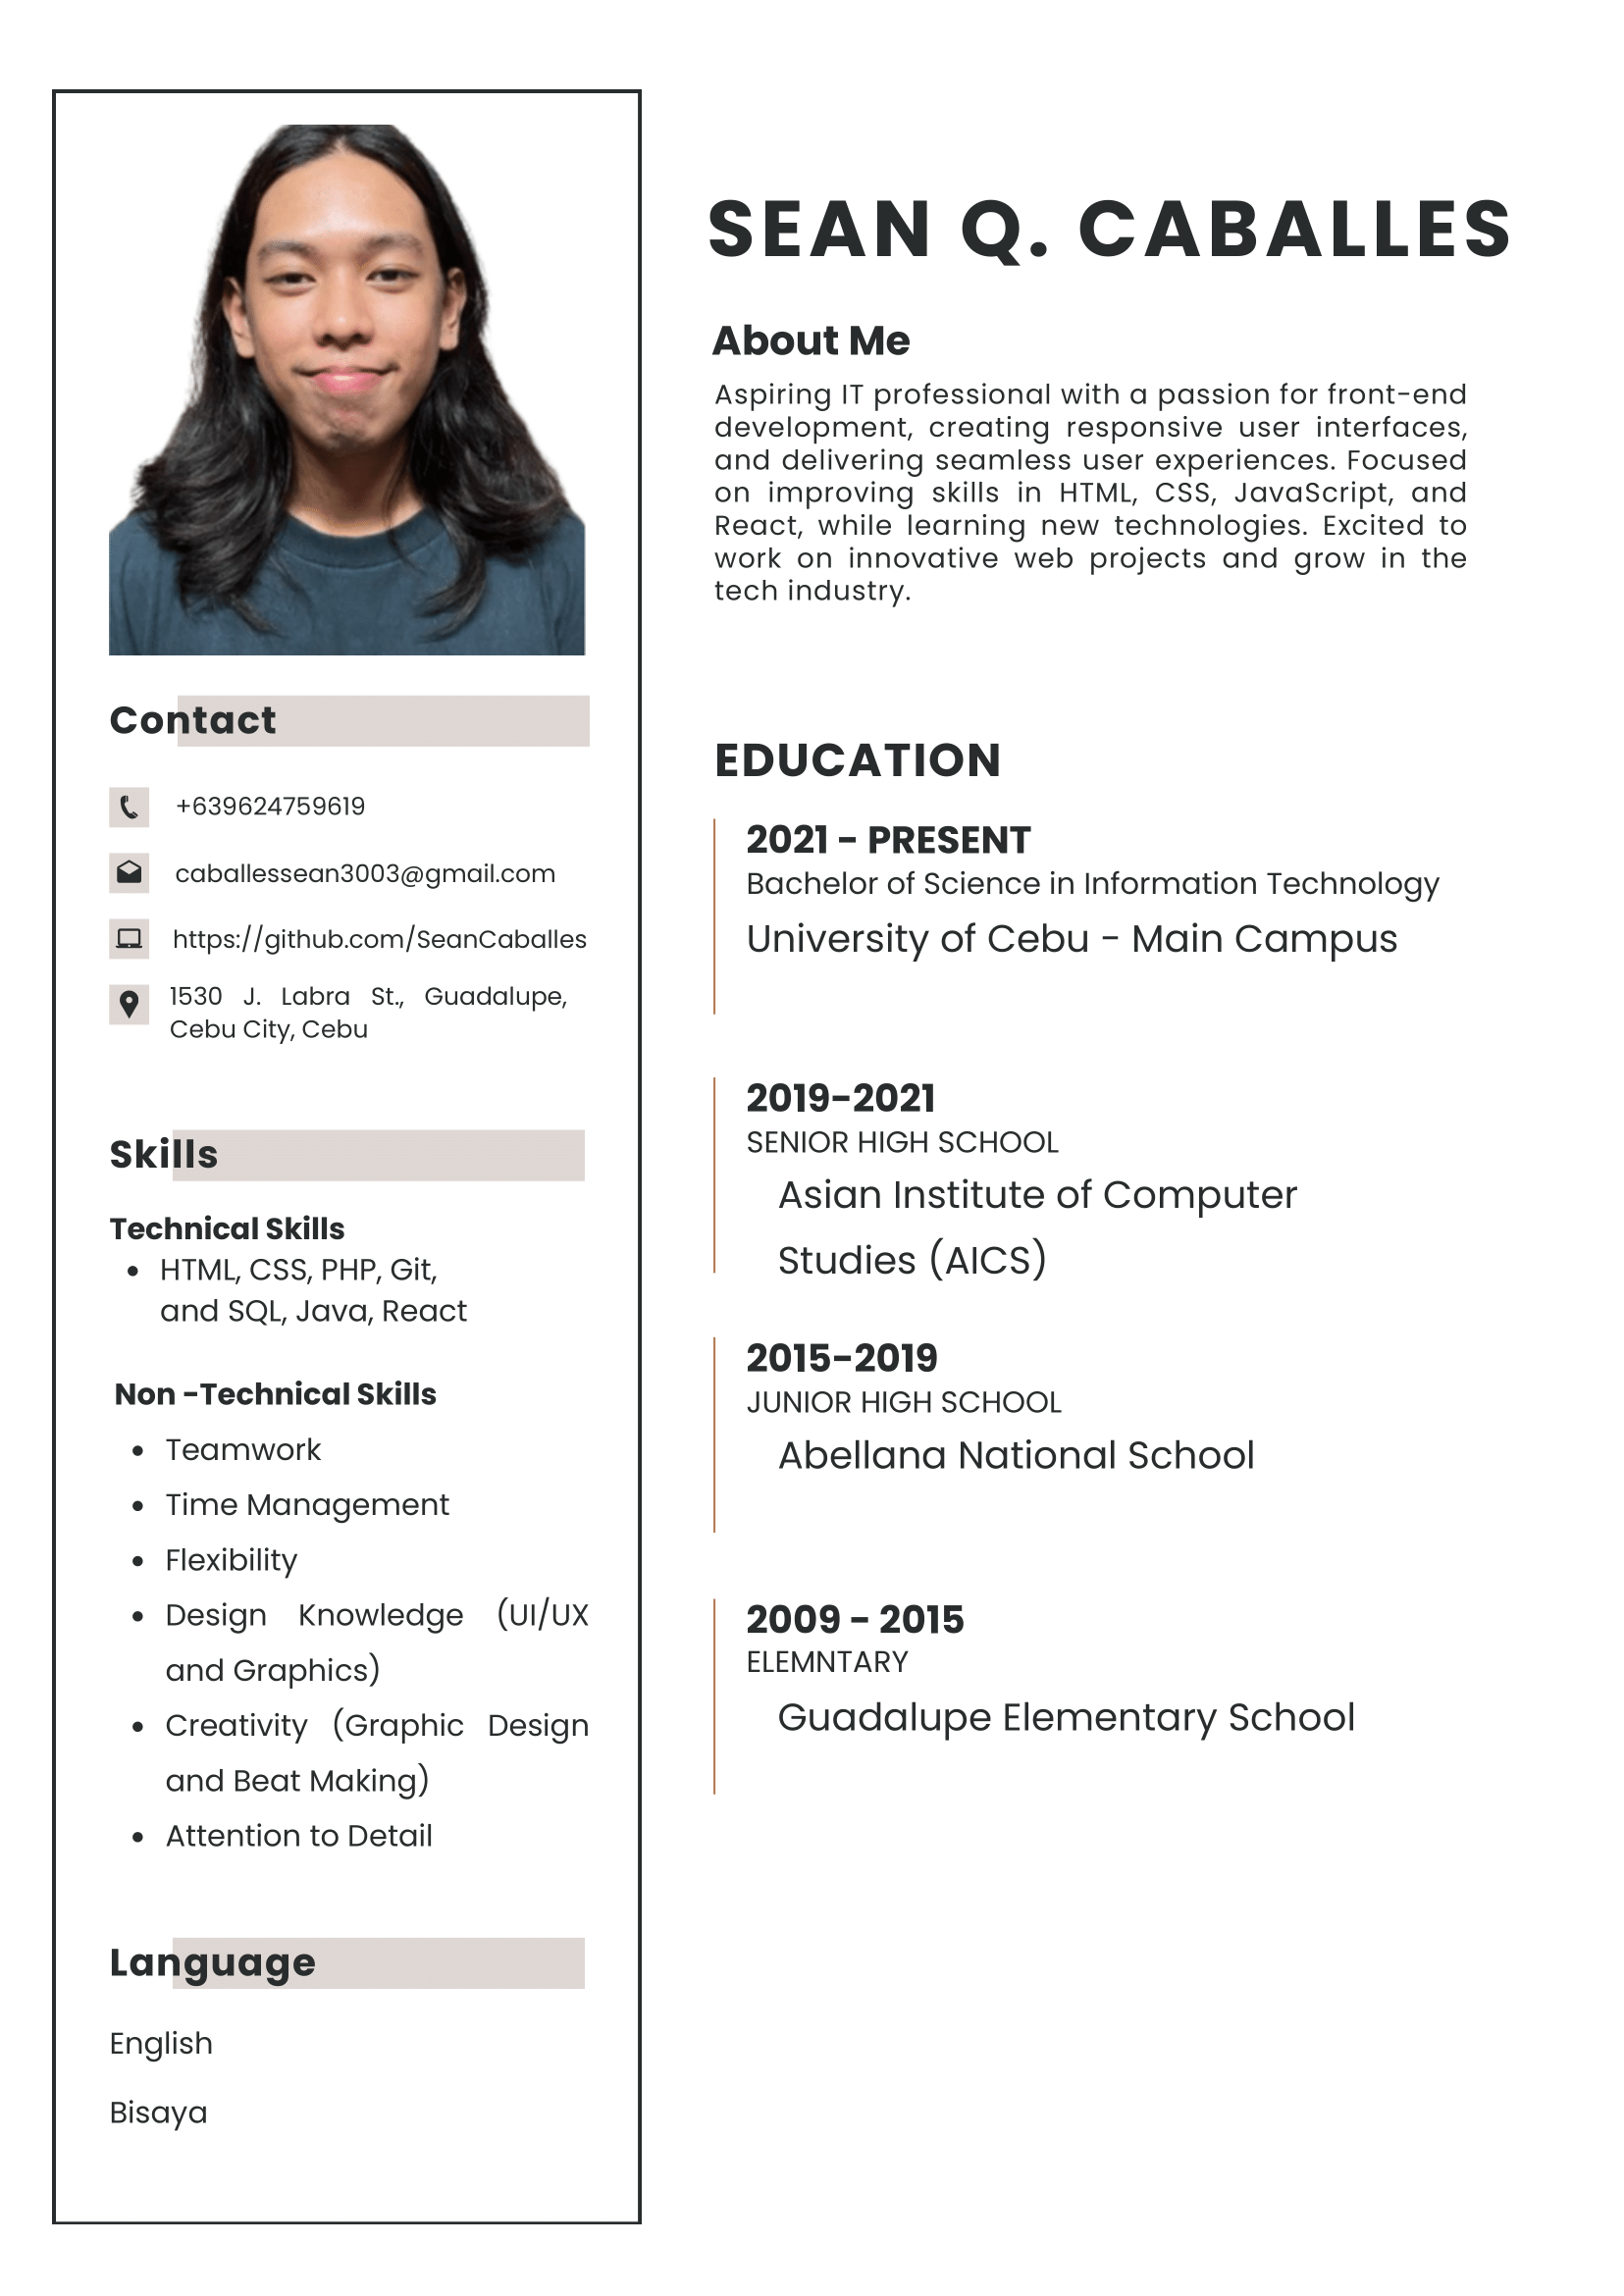 SEAN Q. CABALLES
About Me
Aspiring IT professional with a passion for front-end
development, creating responsive user interfaces,
and delivering seamless user experiences. Focused
on improving skills in HTML, CSS, JavaScript, and
React, while learning new technologies. Excited to
work on innovative web projects and grow in the
tech industry.
Contact
+639624759619
caballessean3003@gmail.com
https://github.com/SeanCaballes
1530 J. Labra St., Guadalupe,
Cebu City, Cebu
Skills
Technical Skills
• HTML, CSS, PHP, Git,
and SQL, Java, React
Non -Technical Skills
• Teamwork
• Time Management
• Flexibility
• Design Knowledge (UI/UX
and Graphics)
• Creativity (Graphic Design
and Beat Making)
• Attention to Detail
Language
English
Bisaya
EDUCATION
2021 - PRESENT
Bachelor of Science in Information Technology
University of Cebu - Main Campus
2019-2021
SENIOR HIGH SCHOOL
Asian Institute of Computer
Studies (AICS)
2015-2019
JUNIOR HIGH SCHOOL
Abellana National School
2009 - 2015
ELEMNTARY
Guadalupe Elementary School